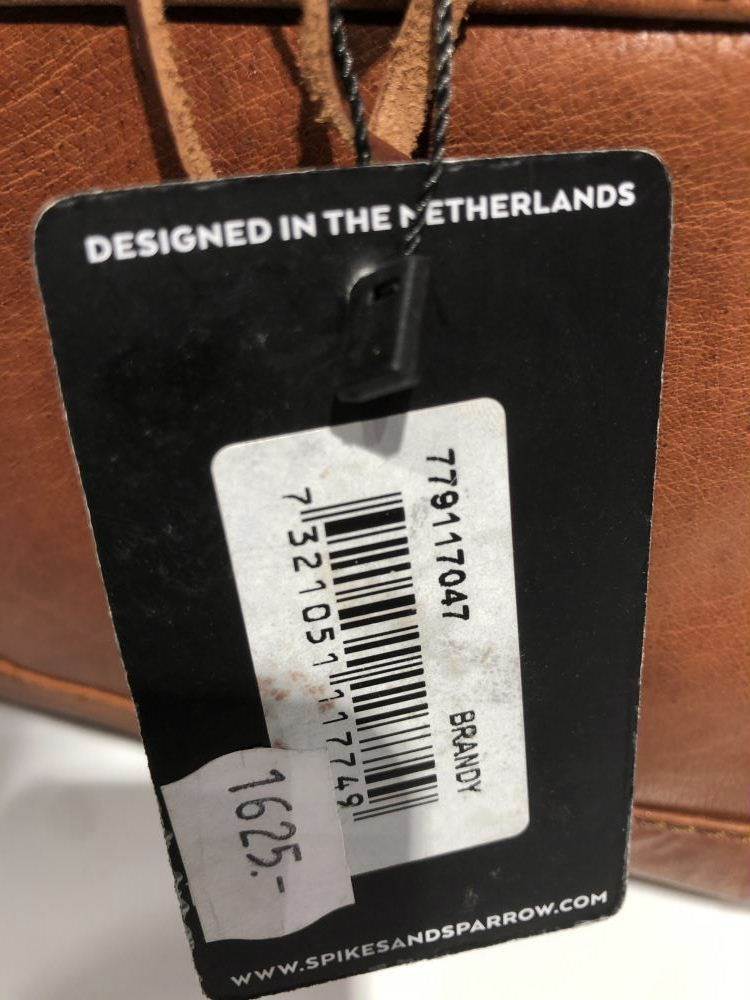 DESIGNED IN THE NETHERLANDS
779117047 BRANDY
7 321051 117749
1625.-
WWW.SPIKESANDSPARROW.COM